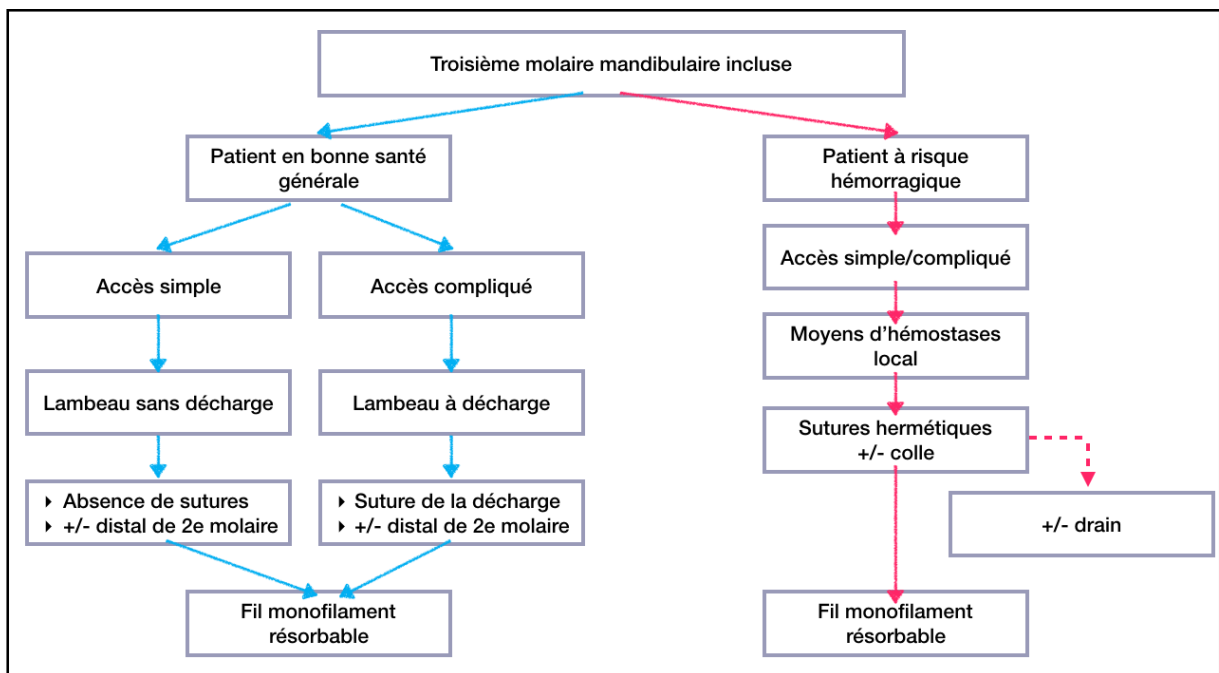 Troisième molaire mandibulaire incluse
Patient en bonne santé
générale
Patient à risque
hémorragique
Accès simple
Accès compliqué
Accès simple/compliqué
Moyens d’hémostases
local
Lambeau sans décharge
Lambeau à décharge
Sutures hermétiques
+/- colle
‣ Absence de sutures
‣ +/- distal de 2e molaire
‣ Suture de la décharge
‣ +/- distal de 2e molaire
+/- drain
Fil monofilament
résorbable
Fil monofilament
résorbable